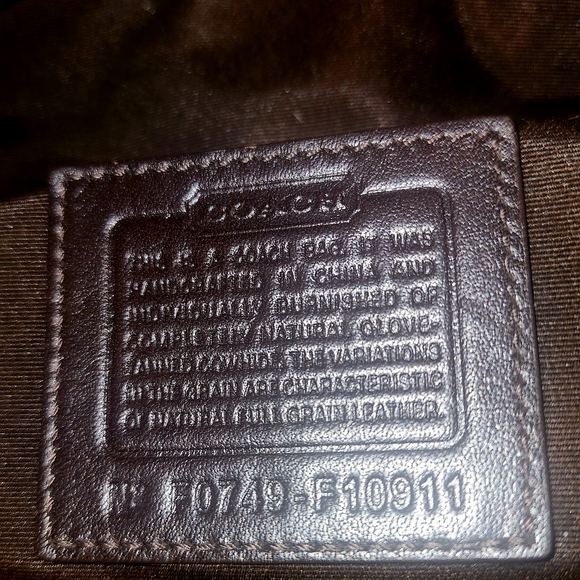 COACH
THIS IS A COACH BAG. IT WAS
HANDCRAFTED IN CHINA AND
INDIVIDUALLY BURNISHED OF
COMPLETELY NATURAL GLOVE-
TANNED COWHIDE. THE VARIATIONS
IN THE GRAIN ARE CHARACTERISTIC
OF NATURAL FULL GRAIN LEATHER.
Nº F0749-F10911